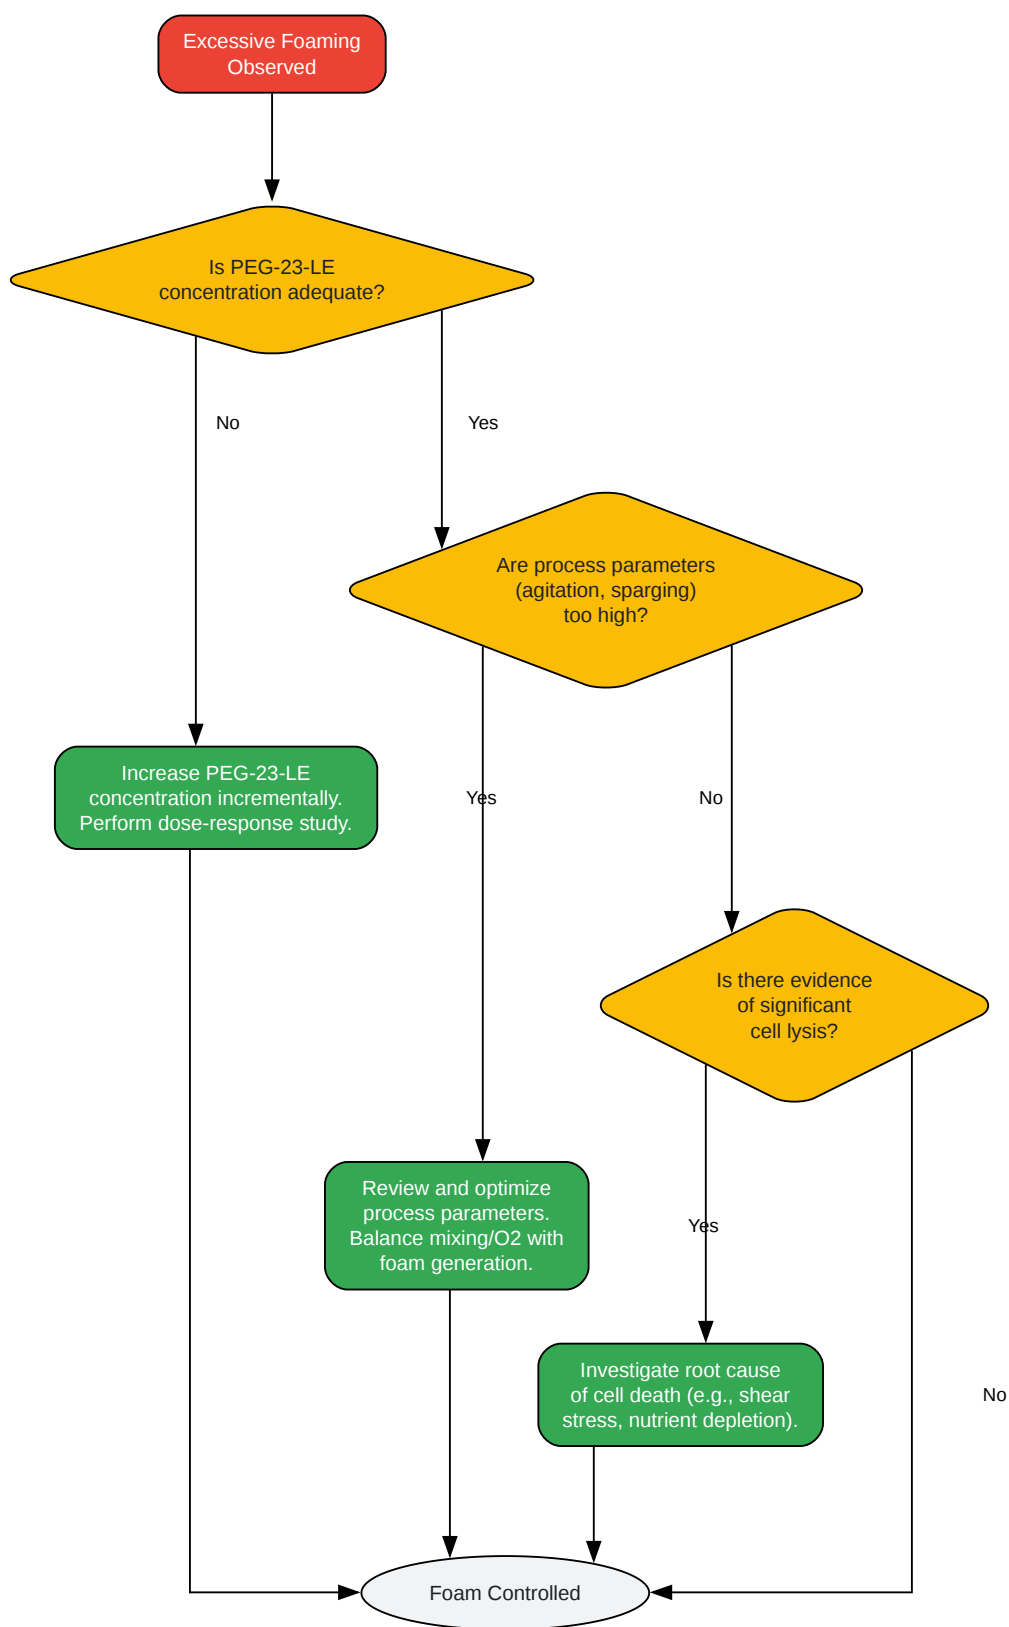 Excessive Foaming
Observed
Is PEG-23-LE
concentration adequate?
No
Yes
Are process parameters
(agitation, sparging)
too high?
Increase PEG-23-LE
concentration incrementally.
Perform dose-response study.
Yes
No
Is there evidence
of significant
cell lysis?
Review and optimize
process parameters.
Balance mixing/O2 with
foam generation.
Yes
Investigate root cause
of cell death (e.g., shear
stress, nutrient depletion).
No
Foam Controlled